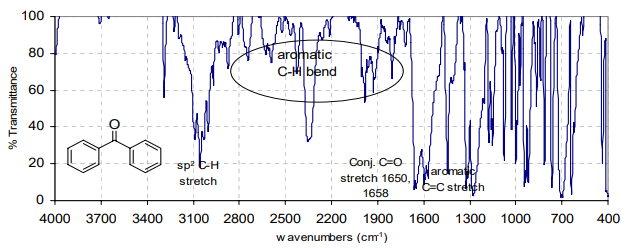 100
80
60
40
20
0
% Transmittance
aromatic
C-H bend
O
sp² C-H
stretch
Conj. C=O
stretch 1650,
1658
aromatic
C=C stretch
4000 3700 3400 3100 2800 2500 2200 1900 1600 1300 1000 700 400
wavenumbers (cm⁻¹)